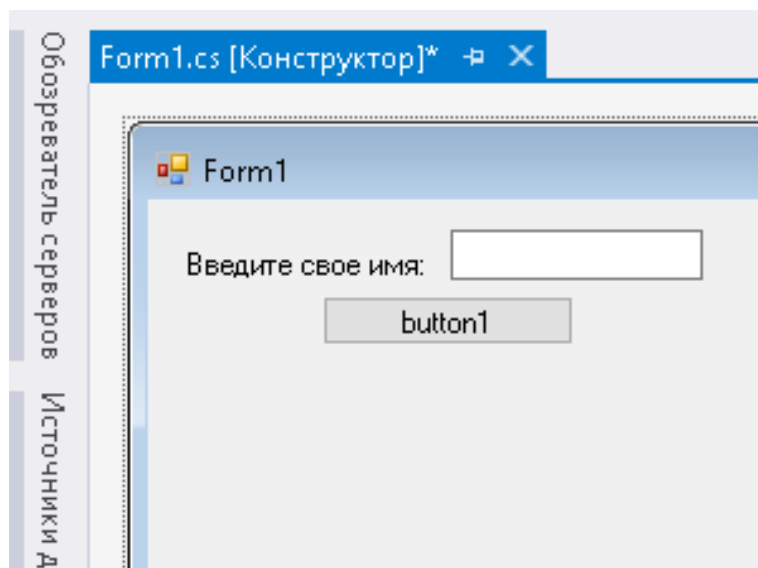 Обозреватель серверов
Источники д
Form1.cs [Конструктор]*
Form1
Введите свое имя:
button1